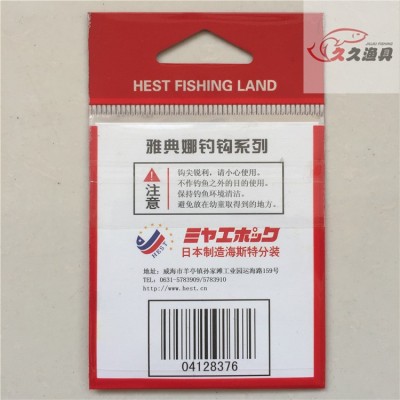 JIUJIU FISHING
久久渔具
HEST FISHING LAND
雅典娜钓钩系列
注意
钩尖锐利,请小心使用。
不作钓鱼之外的目的使用。
保持钓鱼环境清洁。
避免放在幼童取得到的地方。
HEST
ミヤエポック
日本制造海斯特分装
地址:威海市羊亭镇孙家滩工业园运海路159号
TEL: 0631-5783909/5783910
http://www.hest.cn
04128376